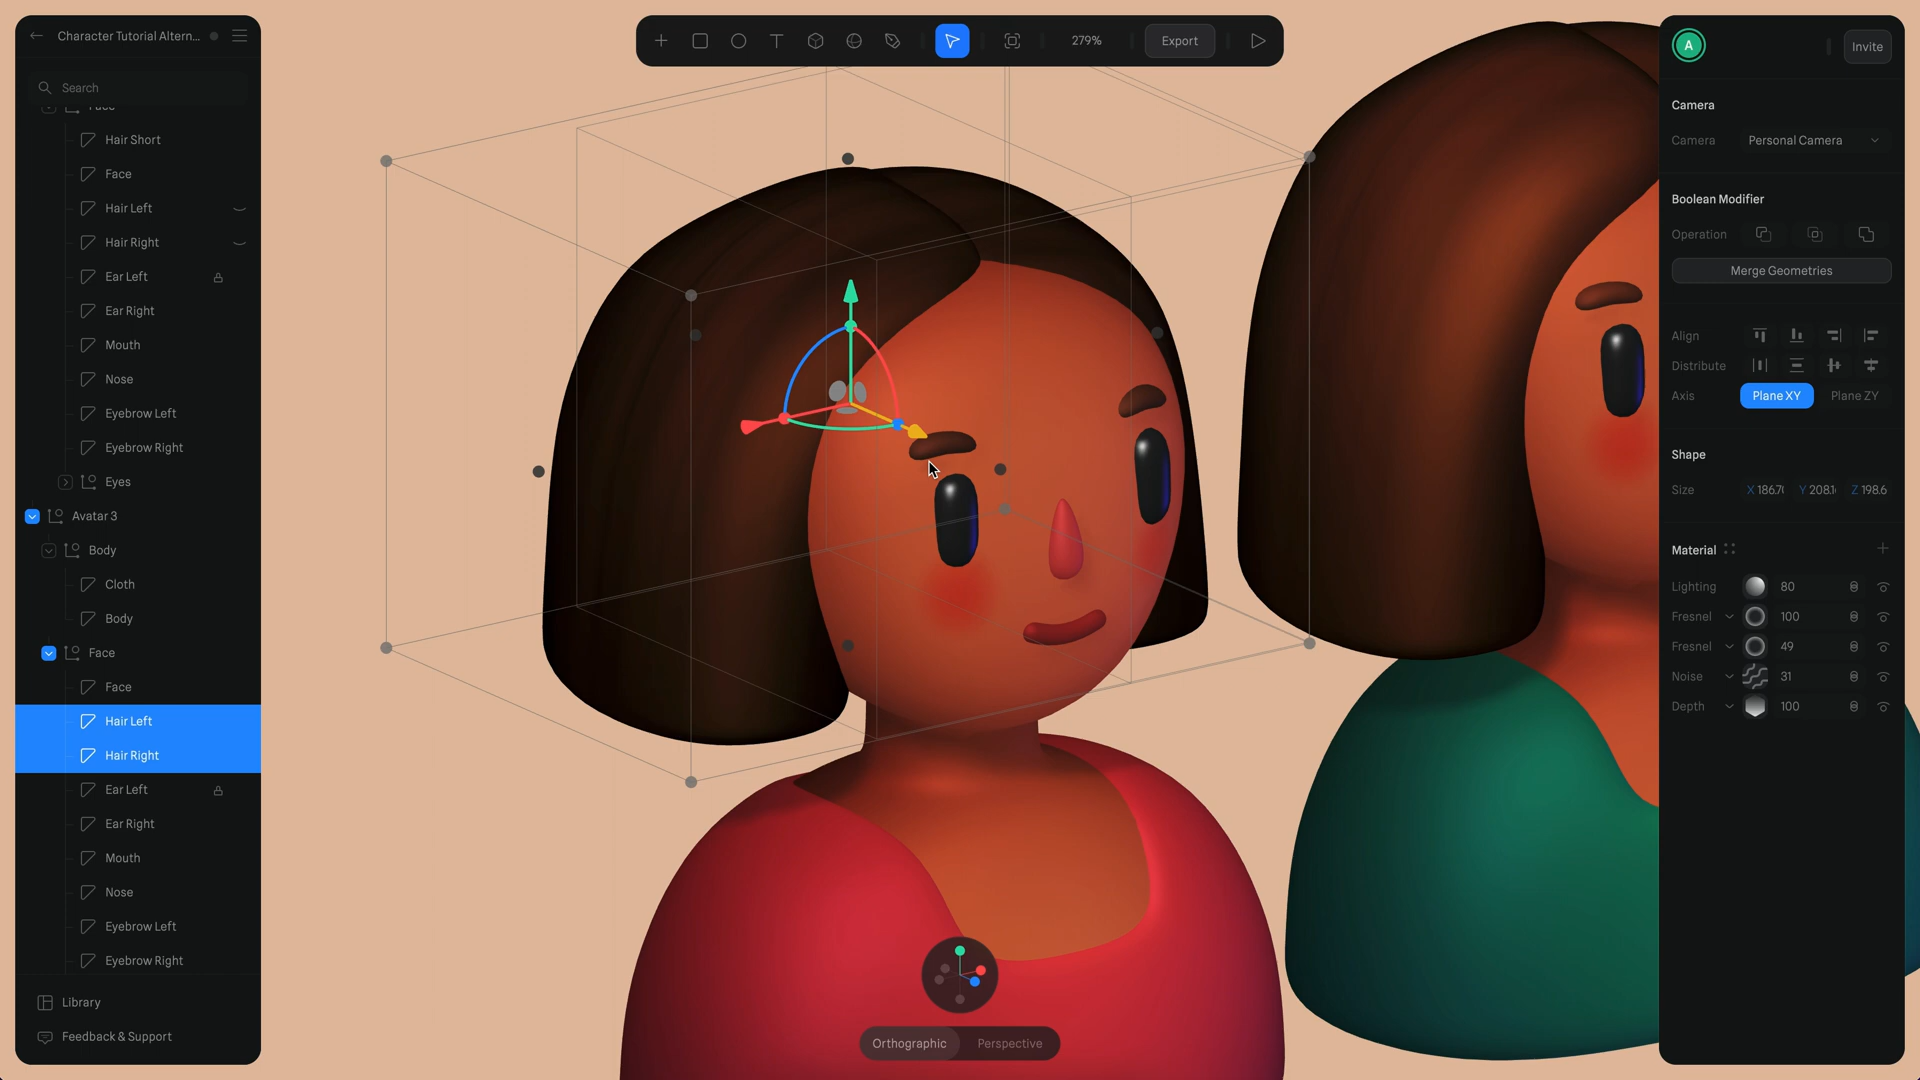 Character Tutorial Altern...
Search
Face
Hair Short
Face
Hair Left
Hair Right
Ear Left
Ear Right
Mouth
Nose
Eyebrow Left
Eyebrow Right
Eyes
Avatar 3
Body
Cloth
Body
Face
Face
Hair Left
Hair Right
Ear Left
Ear Right
Mouth
Nose
Eyebrow Left
Eyebrow Right
Library
Feedback & Support
279%
Export
Orthographic
Perspective
A
Invite
Camera
Camera
Personal Camera
Boolean Modifier
Operation
Merge Geometries
Align
Distribute
Axis
Plane XY
Plane ZY
Shape
Size
X 186.7
Y 208.1
Z 198.6
Material
Lighting 80
Fresnel 100
Fresnel 49
Noise 31
Depth 100